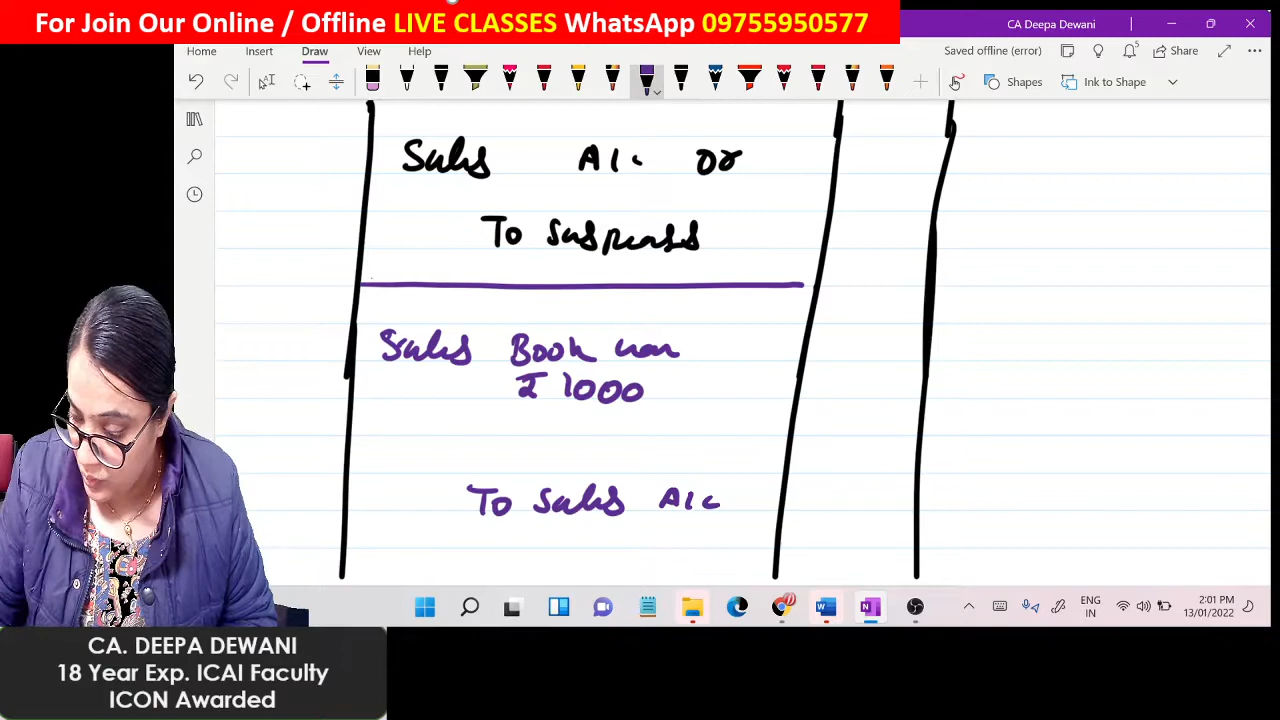 For Join Our Online / Offline LIVE CLASSES WhatsApp 09755950577
CA Deepa Dewani
Home Insert Draw View Help
Saved offline (error) 5 Share
Shapes Ink to Shape
Sales A/c Or
To Suspense
Sales Book
₹ 1000
To Sales A/c
ENG
IN
2:01 PM
13/01/2022
CA. DEEPA DEWANI
18 Year Exp. ICAI Faculty
ICON Awarded